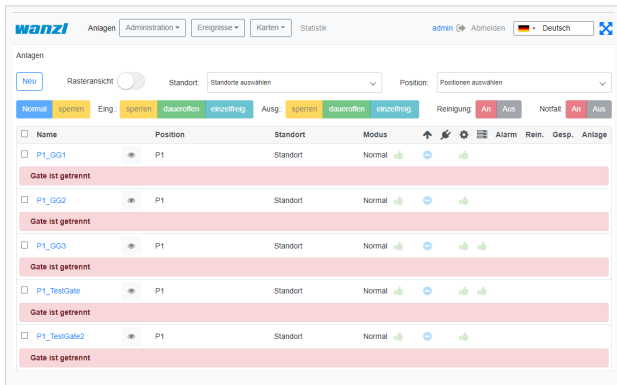 wanzl Anlagen Administration Ereignisse Karten Statistik admin Abmelden Deutsch
Anlagen
Neu Rasteransicht Standort: Standorte auswählen Position: Positionen auswählen
Normal sperren Eing.: sperren daueroffen einzelfreig. Ausg.: sperren daueroffen einzelfreig. Reinigung: An Aus Notfall: An Aus
Name Position Standort Modus Alarm Rein. Gesp. Anlage
P1_GG1 P1 Standort Normal
Gate ist getrennt
P1_GG2 P1 Standort Normal
Gate ist getrennt
P1_GG3 P1 Standort Normal
Gate ist getrennt
P1_TestGate P1 Standort Normal
Gate ist getrennt
P1_TestGate2 P1 Standort Normal
Gate ist getrennt